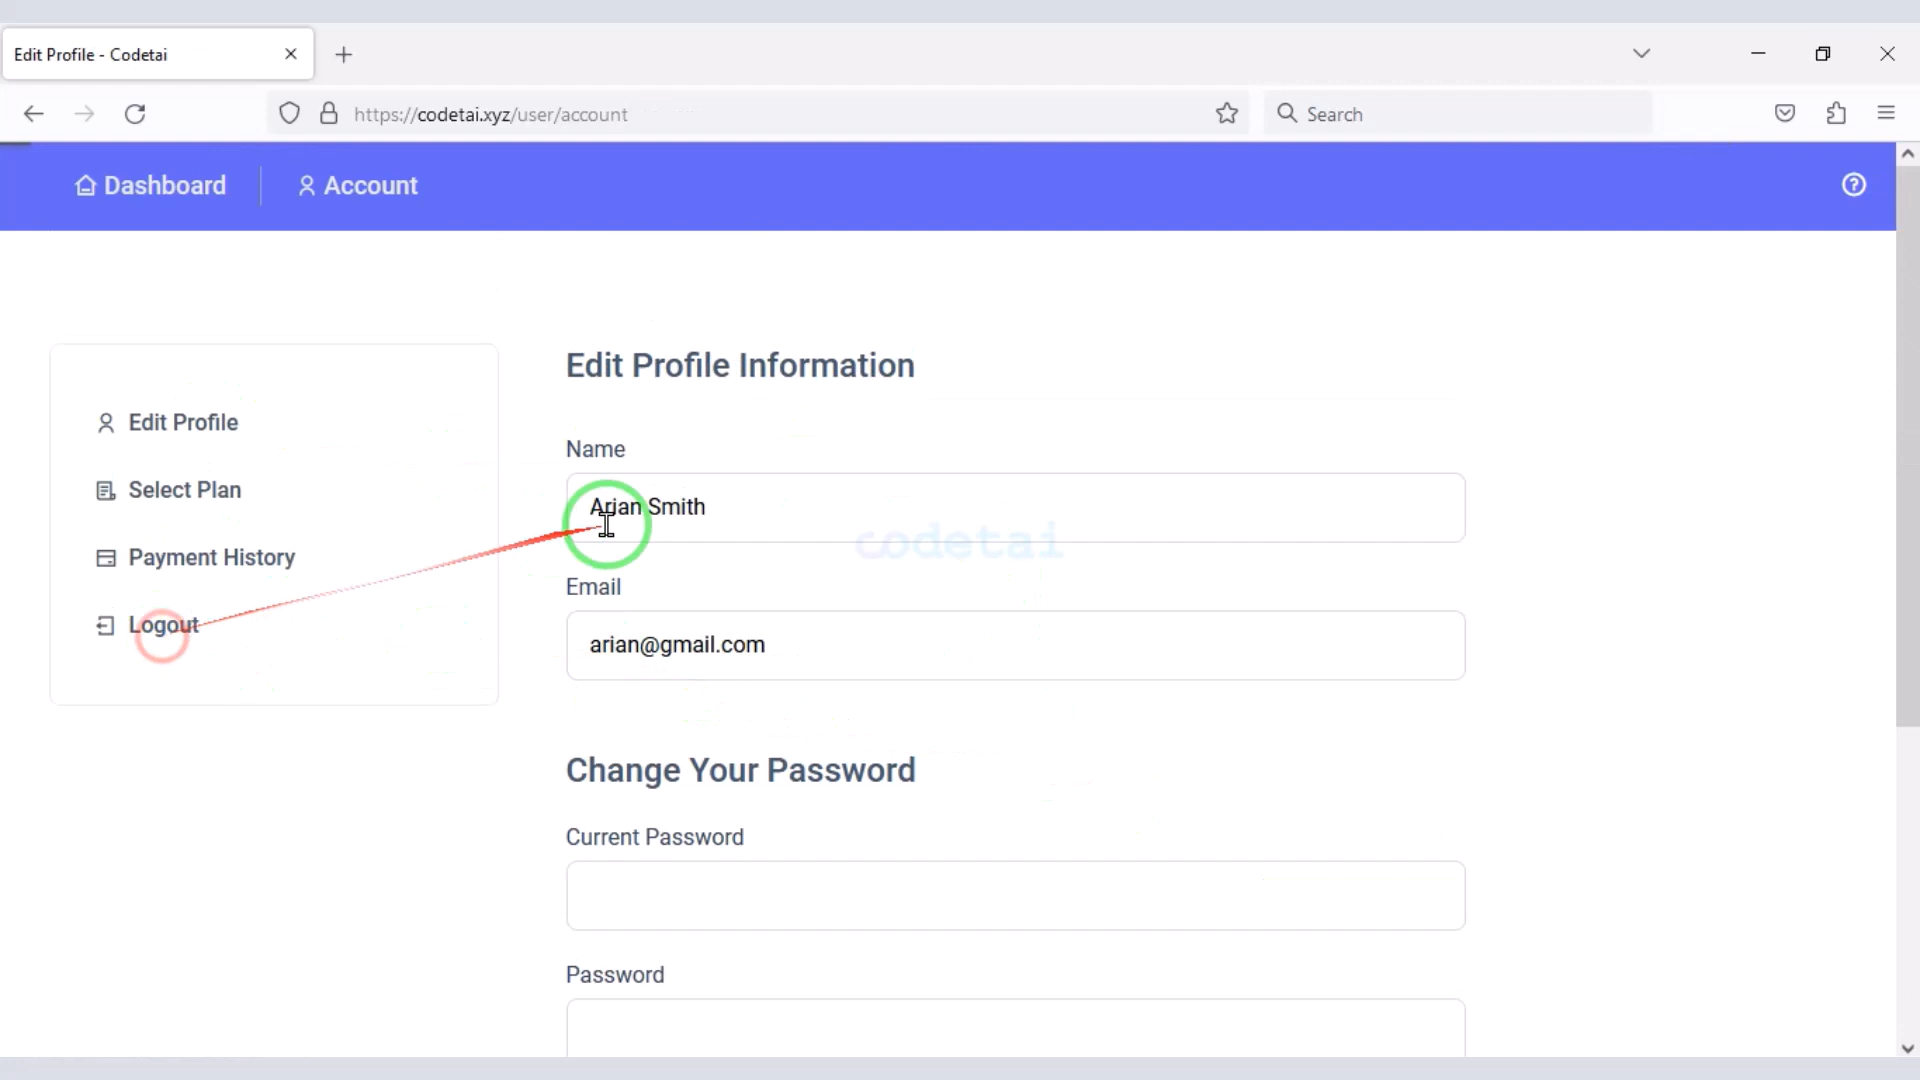 Edit Profile - Codetai
https://codetai.xyz/user/account
Search
Dashboard
Account
Edit Profile
Select Plan
Payment History
Logout
Edit Profile Information
Name
Arian Smith
codetai
Email
arian@gmail.com
Change Your Password
Current Password
Password